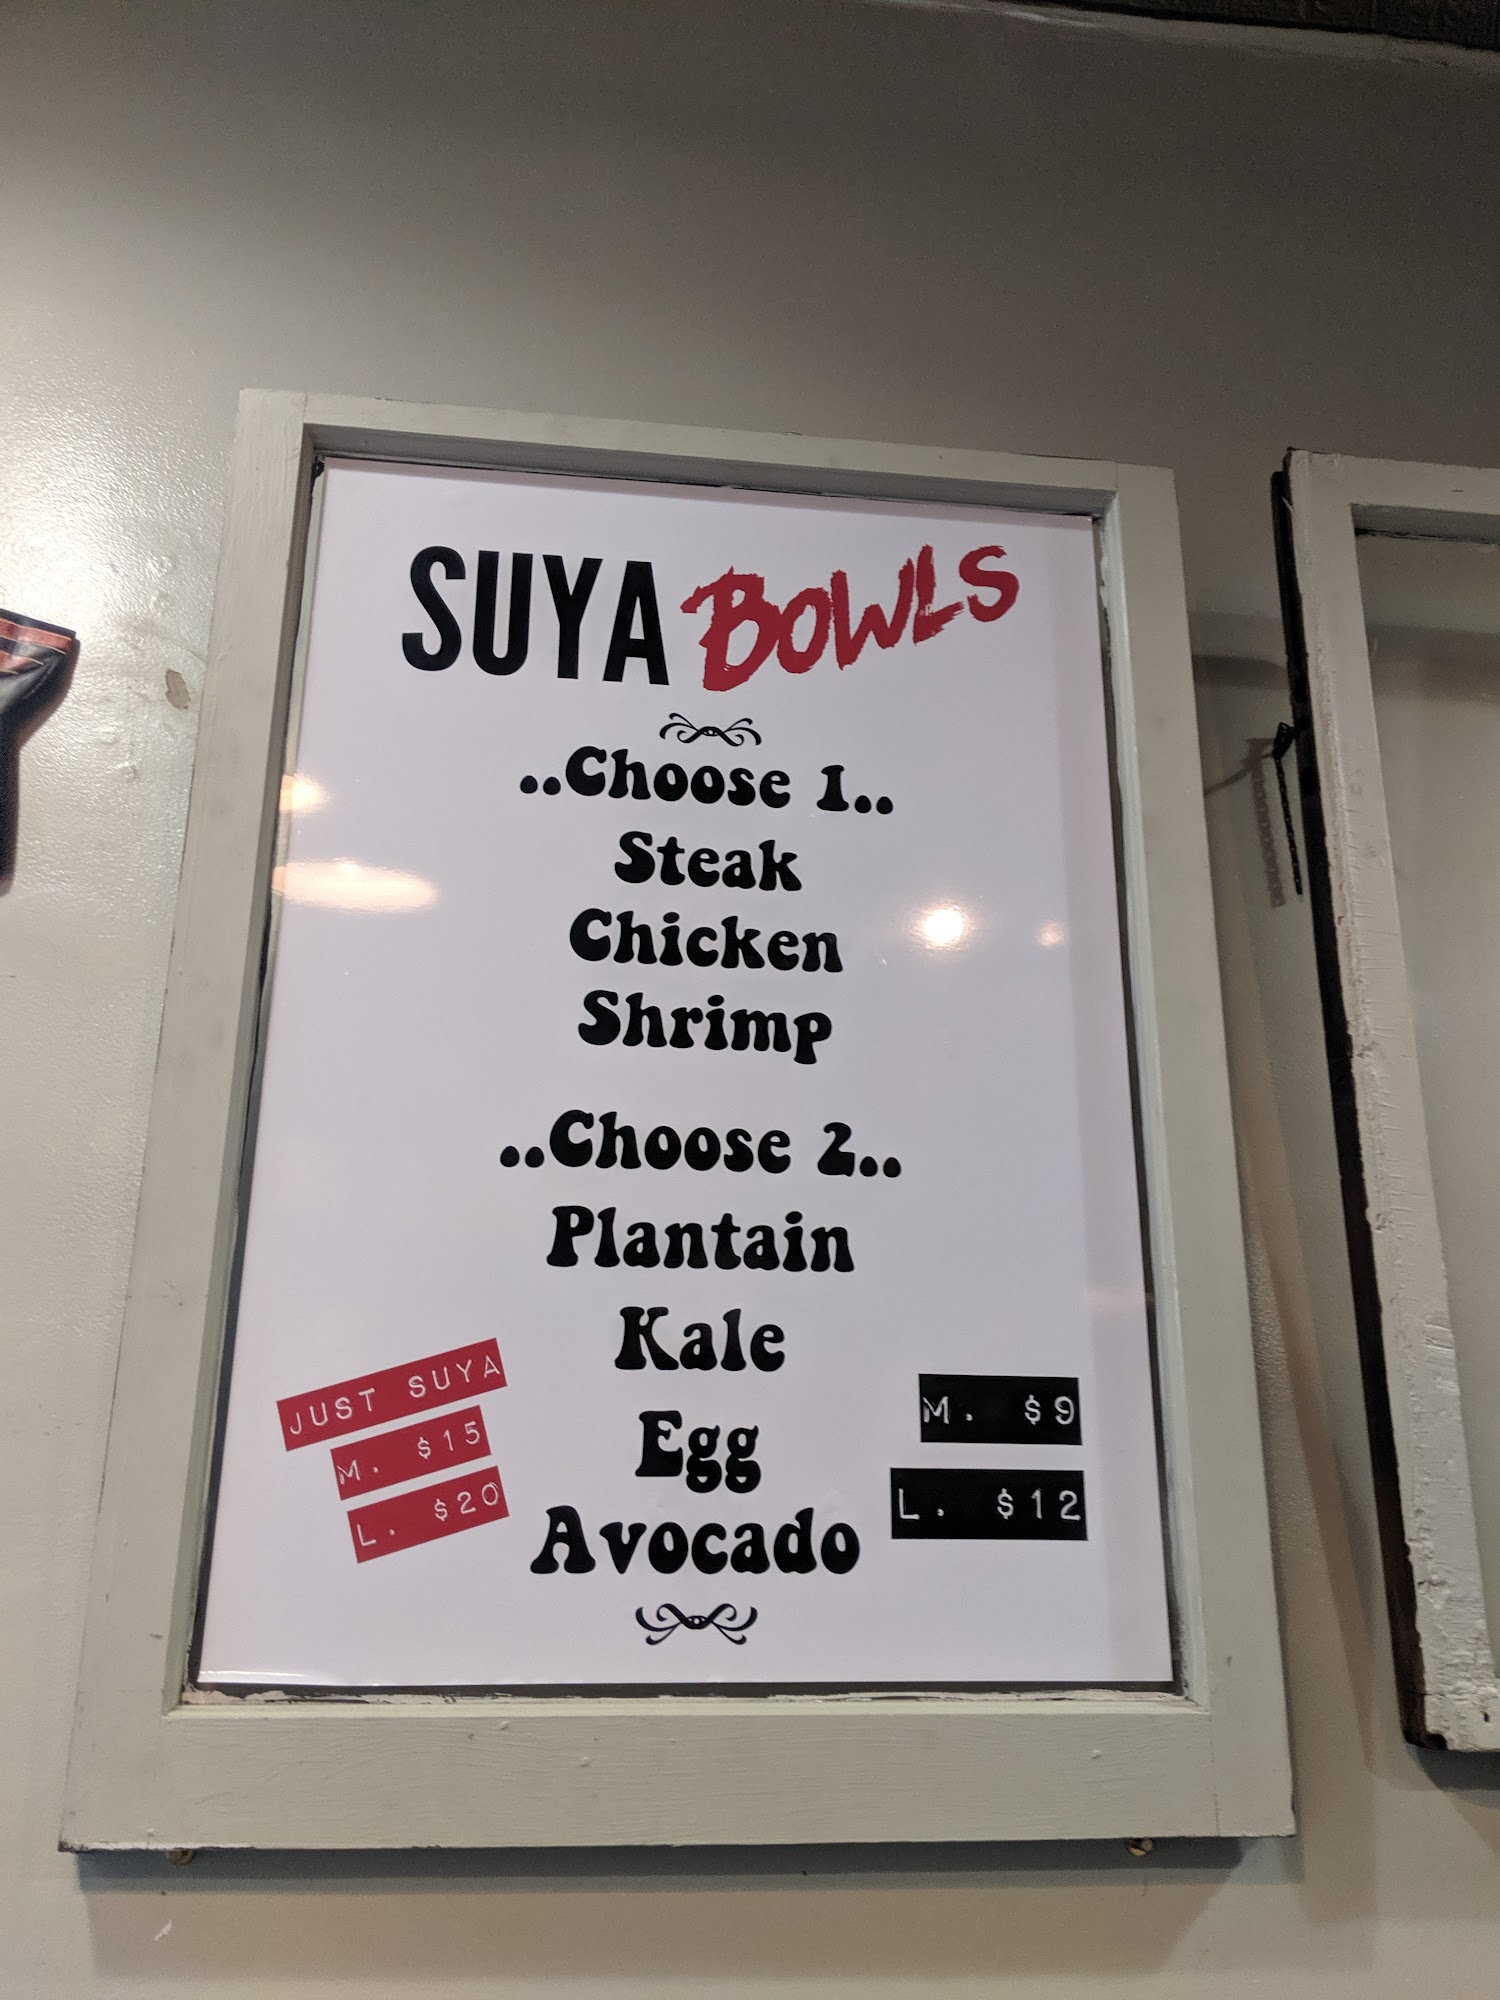 SUYA BOWLS
..Choose 1..
Steak
Chicken
Shrimp
..Choose 2..
Plantain
Kale
Egg
Avocado
JUST SUYA
M. $15
L. $20
M. $9
L. $12